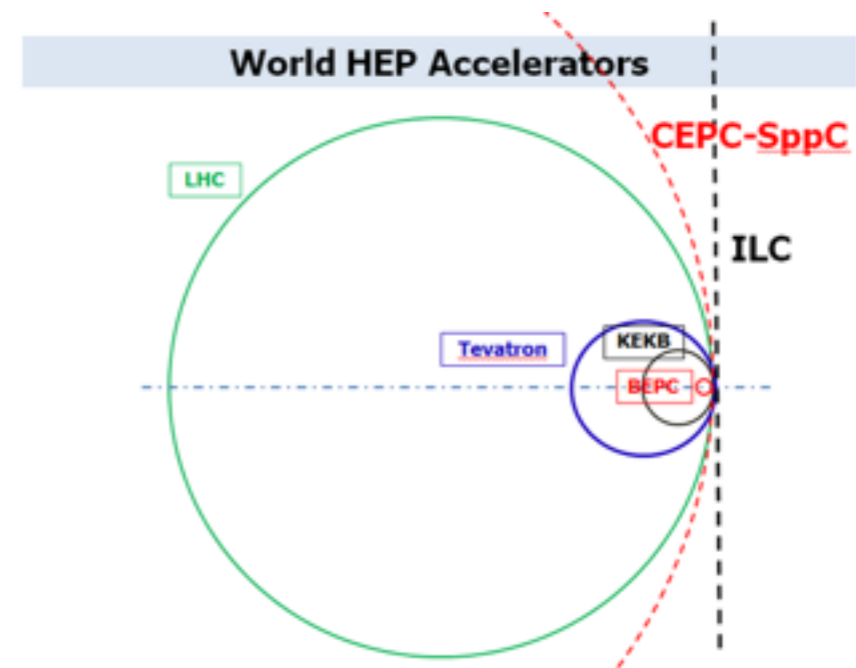 World HEP Accelerators
CEPC-SppC
LHC
ILC
KEKB
Tevatron
BEPC